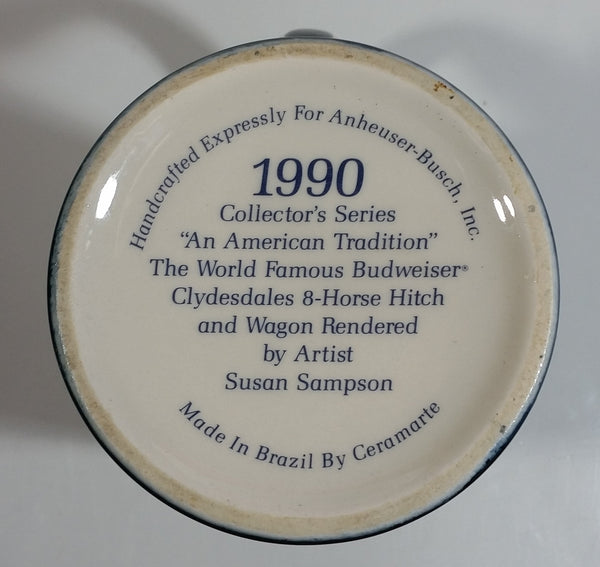 Handcrafted Expressly For Anheuser-Busch, Inc.
1990
Collector's Series
"An American Tradition"
The World Famous Budweiser®
Clydesdales 8-Horse Hitch
and Wagon Rendered
by Artist
Susan Sampson
Made In Brazil By Ceramarte